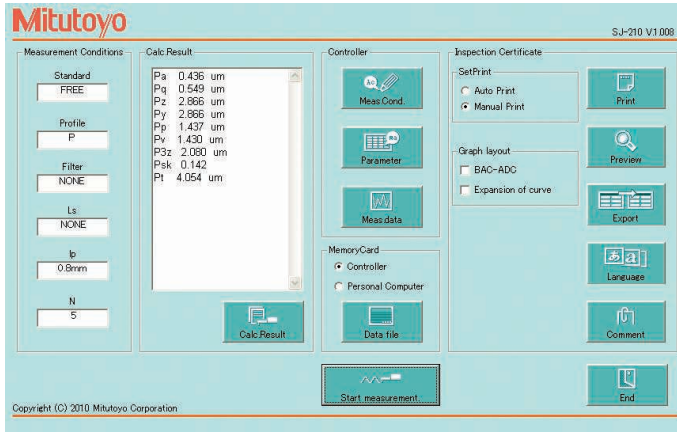 Mitutoyo
SJ-210 V.1.008
Measurement Conditions
Standard
FREE
Profile
P
Filter
NONE
Ls
NONE
lp
0.8mm
N
5
Calc.Result
Pa 0.436 um
Pq 0.549 um
Pz 2.866 um
Py 2.866 um
Pp 1.437 um
Pv 1.430 um
P3z 2.080 um
Psk 0.142
Pt 4.054 um
Calc.Result
Controller
Meas.Cond.
Parameter
Meas.data
MemoryCard
Controller
Personal Computer
Data file
Start measurement
Inspection Certificate
SetPrint
Auto Print
Manual Print
Graph layout
BAC-ADC
Expansion of curve
Print
Preview
Export
あ a
Language
Comment
End
Copyright (C) 2010 Mitutoyo Corporation